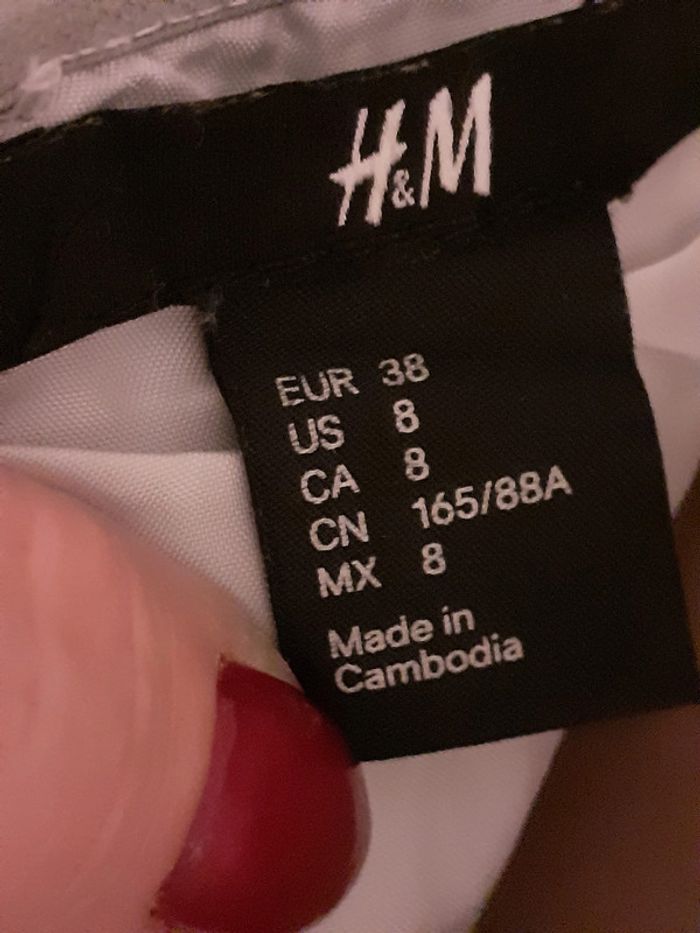 H&M
EUR 38
US 8
CA 8
CN 165/88A
MX 8
Made in
Cambodia